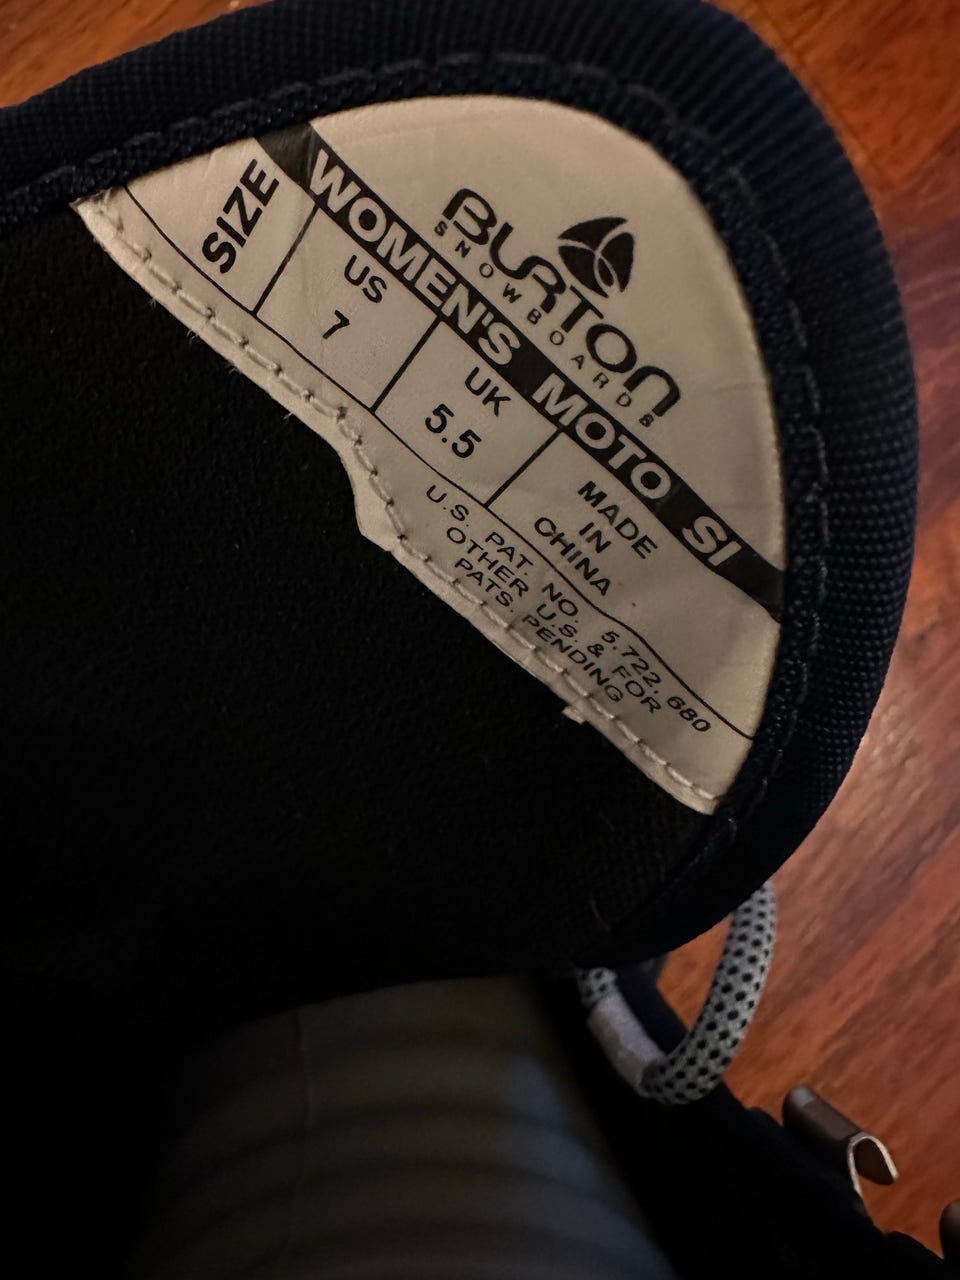 BURTON
SNOWBOARDS
WOMEN'S MOTO SI
SIZE
US
7
UK
5.5
MADE
IN
CHINA
U.S. PAT. NO. 5,722,680
OTHER U.S. & FOR
PATS. PENDING